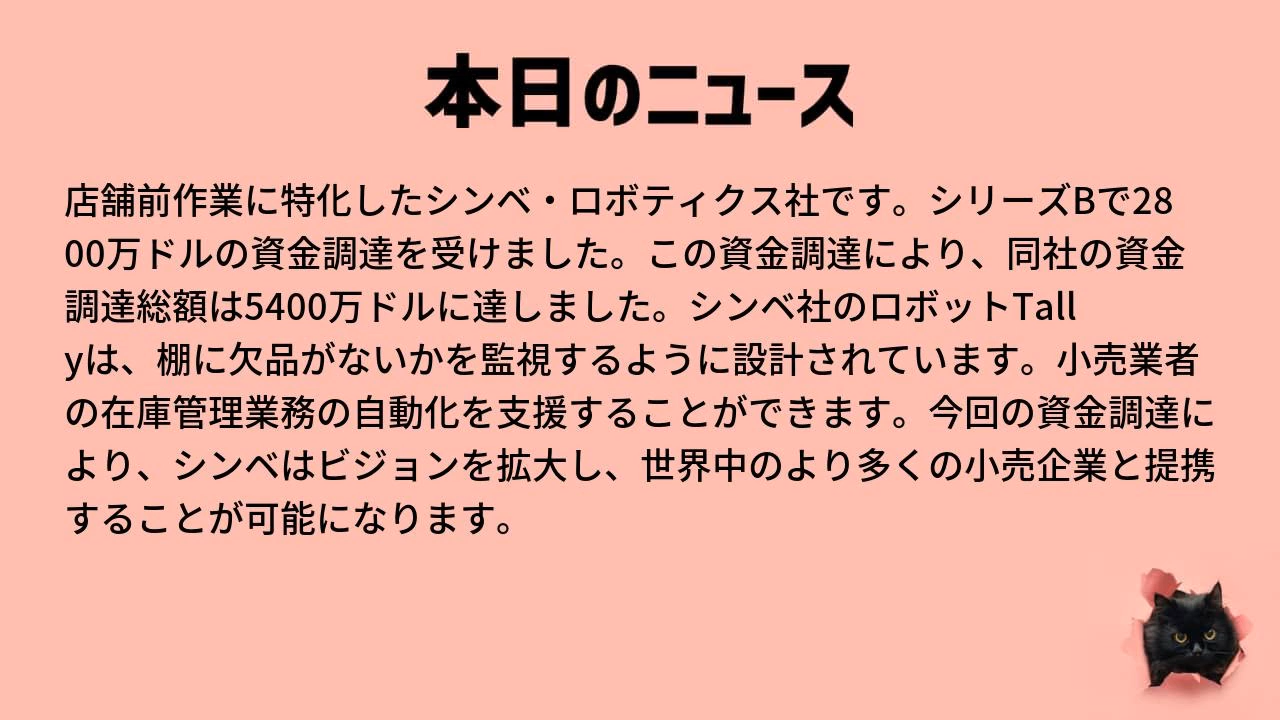 本日のニュース
店舗前作業に特化したシンベ・ロボティクス社です。シリーズBで28
00万ドルの資金調達を受けました。この資金調達により、同社の資金
調達総額は5400万ドルに達しました。シンベ社のロボットTall
yは、棚に欠品がないかを監視するように設計されています。小売業者
の在庫管理業務の自動化を支援することができます。今回の資金調達に
より、シンベはビジョンを拡大し、世界中のより多くの小売企業と提携
することが可能になります。